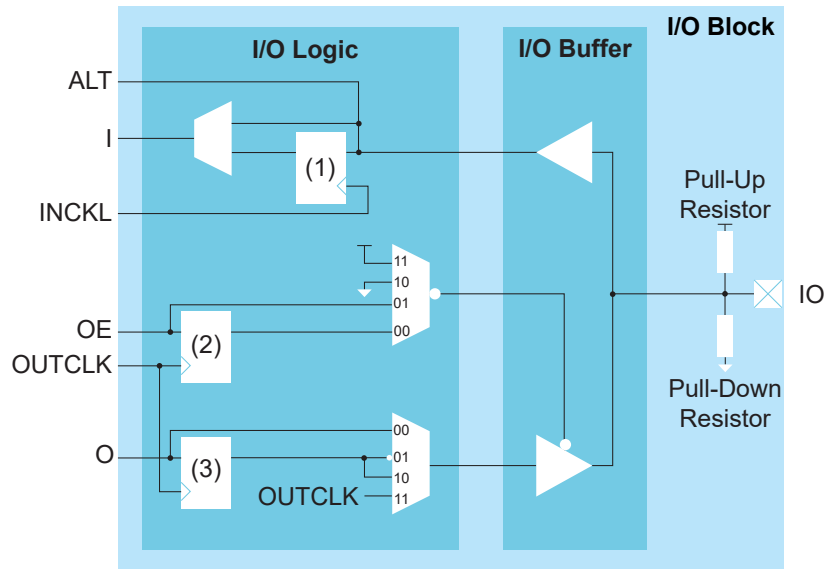 I/O Block
I/O Logic
I/O Buffer
ALT
I
(1)
INCKL
Pull-Up
Resistor
11
10
01
00
IO
OE
(2)
OUTCLK
Pull-Down
Resistor
00
O
(3)
01
10
OUTCLK
11